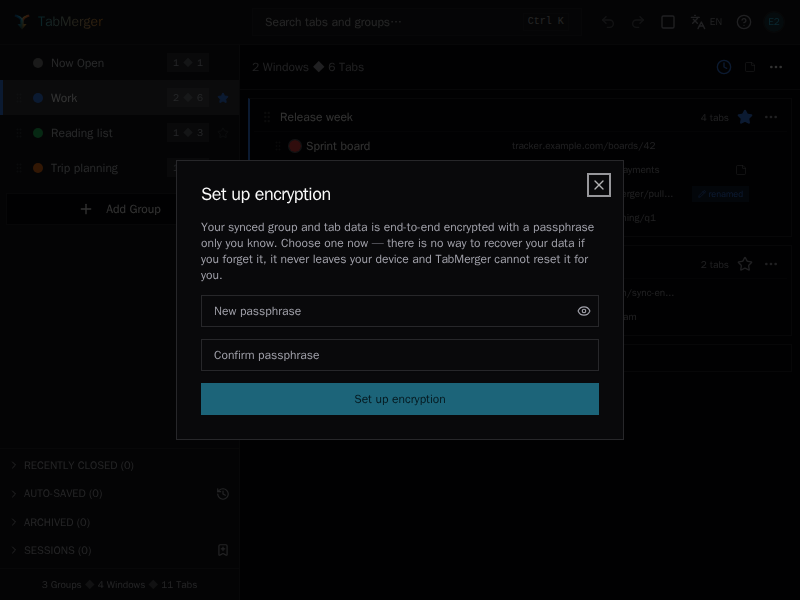 TabMerger
Search tabs and groups···
Ctrl K
EN
E2
Now Open
1 ◆ 1
Work
2 ◆ 6
Reading list
1 ◆ 3
Trip planning
Add Group
2 Windows ◆ 6 Tabs
Release week
4 tabs
Sprint board
tracker.example.com/boards/42
2 tabs
Set up encryption
Your synced group and tab data is end-to-end encrypted with a passphrase
only you know. Choose one now — there is no way to recover your data if
you forget it, it never leaves your device and TabMerger cannot reset it for
you.
New passphrase
Confirm passphrase
Set up encryption
RECENTLY CLOSED (0)
AUTO-SAVED (0)
ARCHIVED (0)
SESSIONS (0)
3 Groups ◆ 4 Windows ◆ 11 Tabs